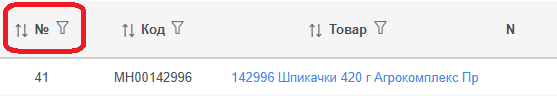 № Код Товар N
41 МН00142996 142996 Шпикачки 420 г Агрокомплекс Пр